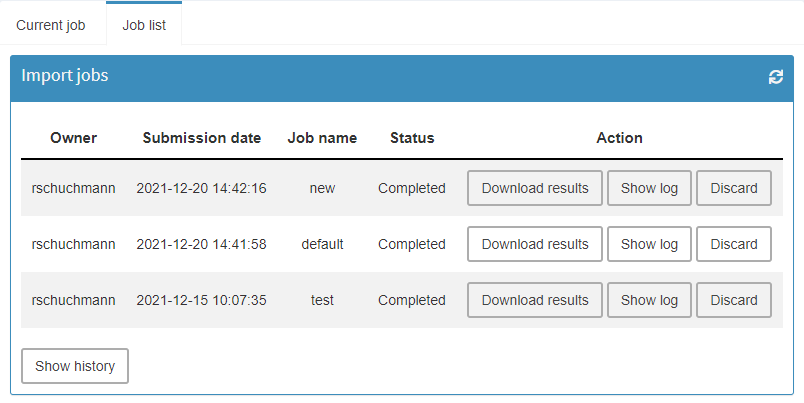 Current job Job list
Import jobs
Owner Submission date Job name Status Action
rschuchmann 2021-12-20 14:42:16 new Completed Download results Show log Discard
rschuchmann 2021-12-20 14:41:58 default Completed Download results Show log Discard
rschuchmann 2021-12-15 10:07:35 test Completed Download results Show log Discard
Show history